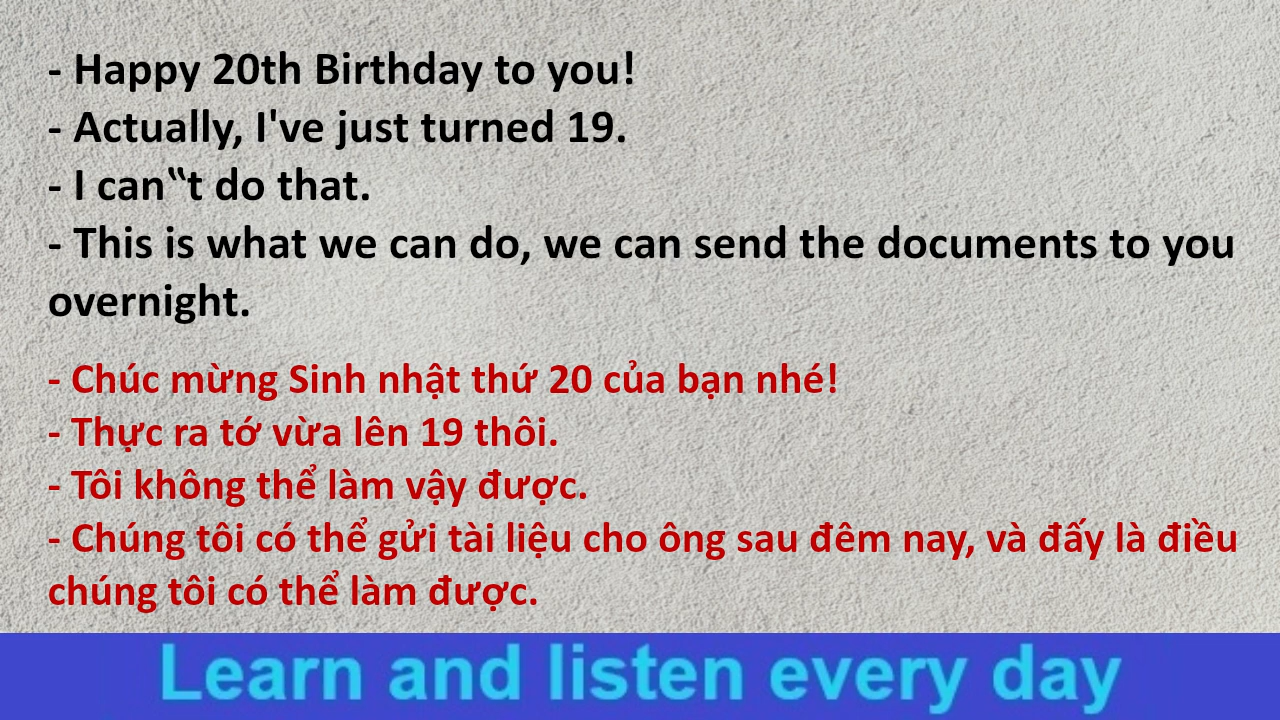 - Happy 20th Birthday to you!
- Actually, I've just turned 19.
- I can‟t do that.
- This is what we can do, we can send the documents to you
overnight.
- Chúc mừng Sinh nhật thứ 20 của bạn nhé!
- Thực ra tớ vừa lên 19 thôi.
- Tôi không thể làm vậy được.
- Chúng tôi có thể gửi tài liệu cho ông sau đêm nay, và đấy là điều
chúng tôi có thể làm được.
Learn and listen every day